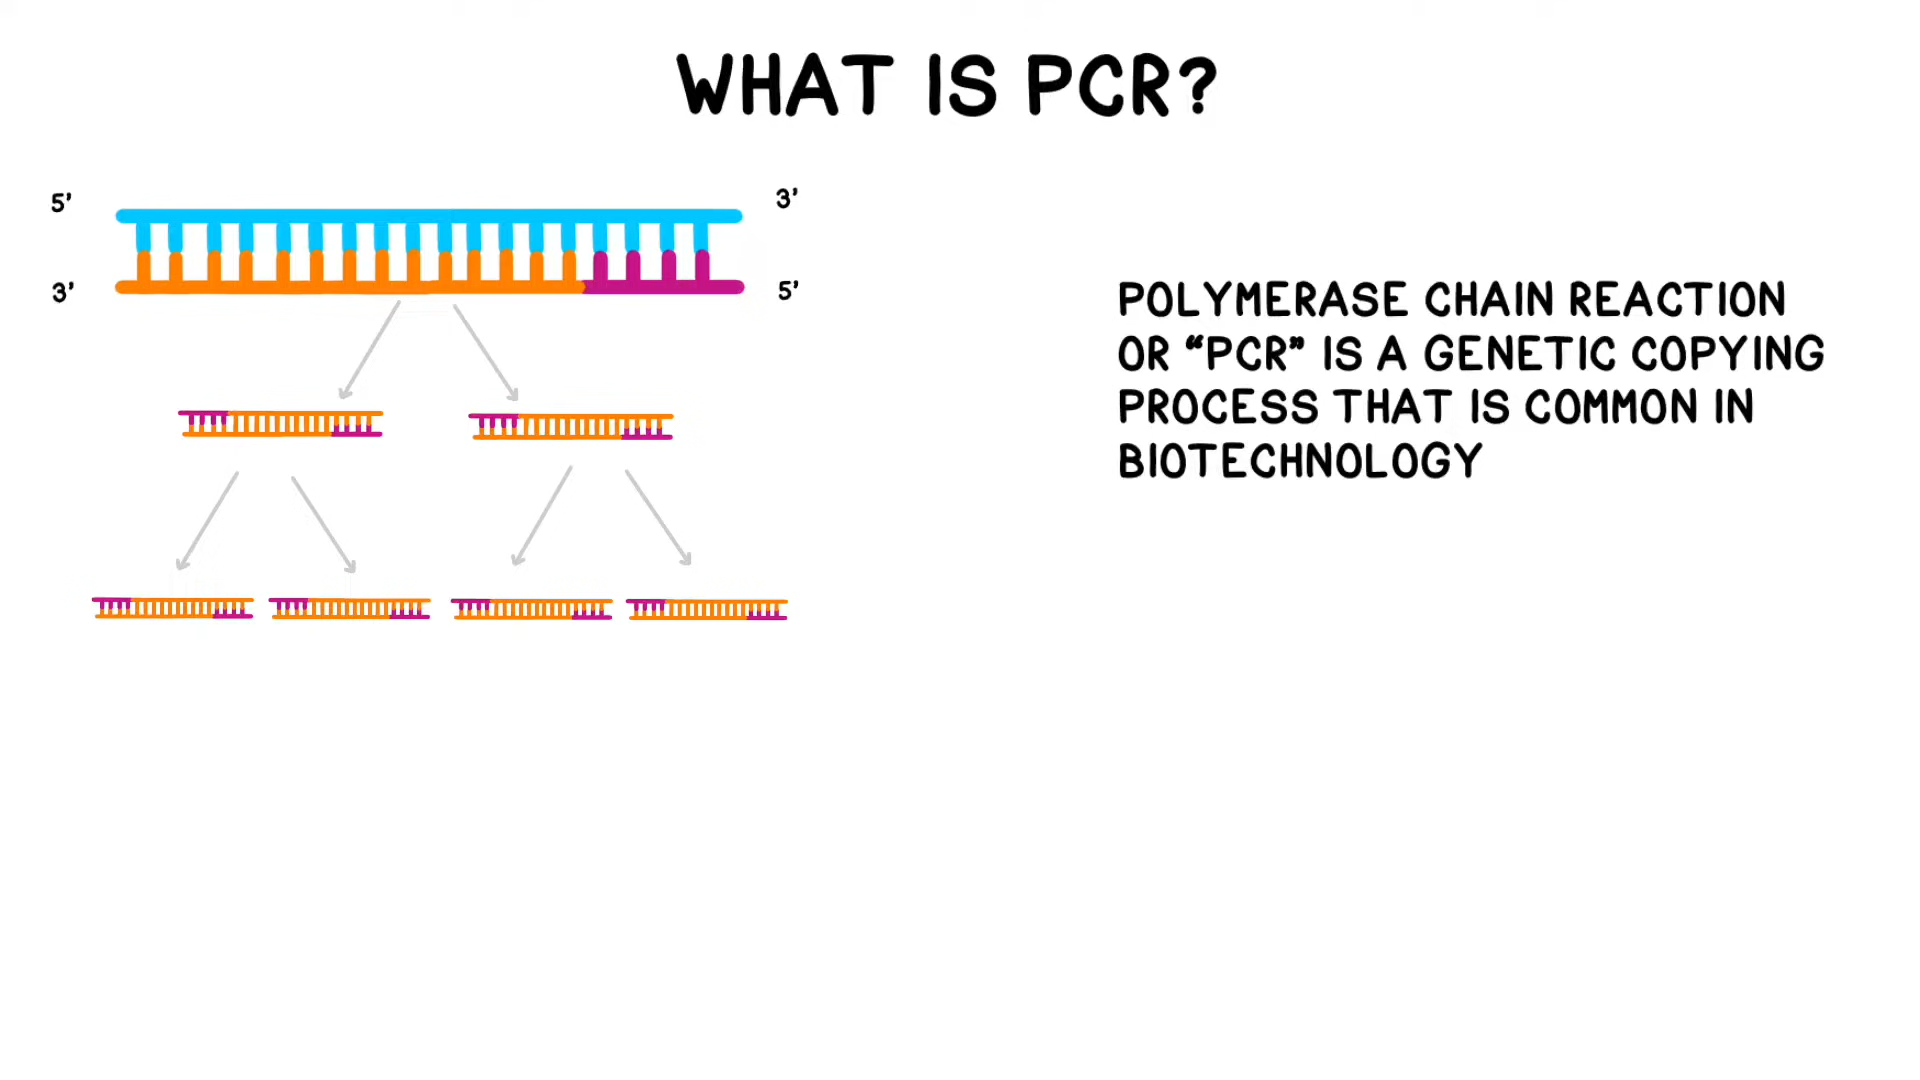 WHAT IS PCR?
5’ 3’
3’ 5’
POLYMERASE CHAIN REACTION
OR “PCR” IS A GENETIC COPYING
PROCESS THAT IS COMMON IN
BIOTECHNOLOGY